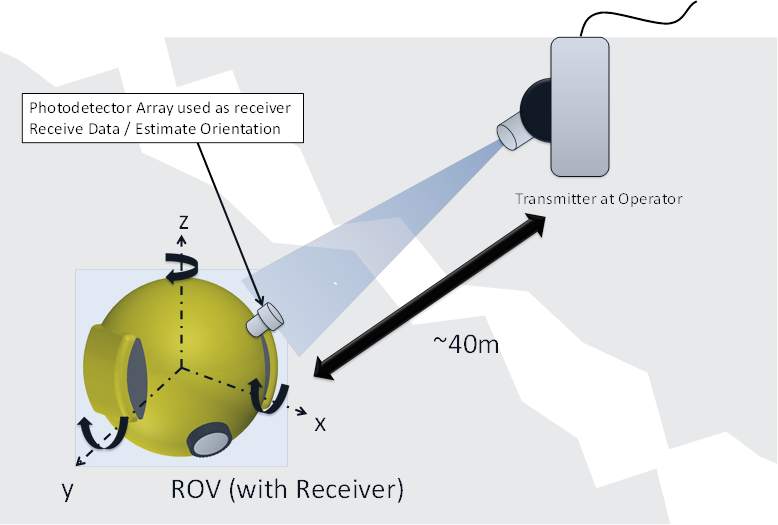 Photodetector Array used as receiver
Receive Data / Estimate Orientation
Transmitter at Operator
z
~40m
x
y
ROV (with Receiver)